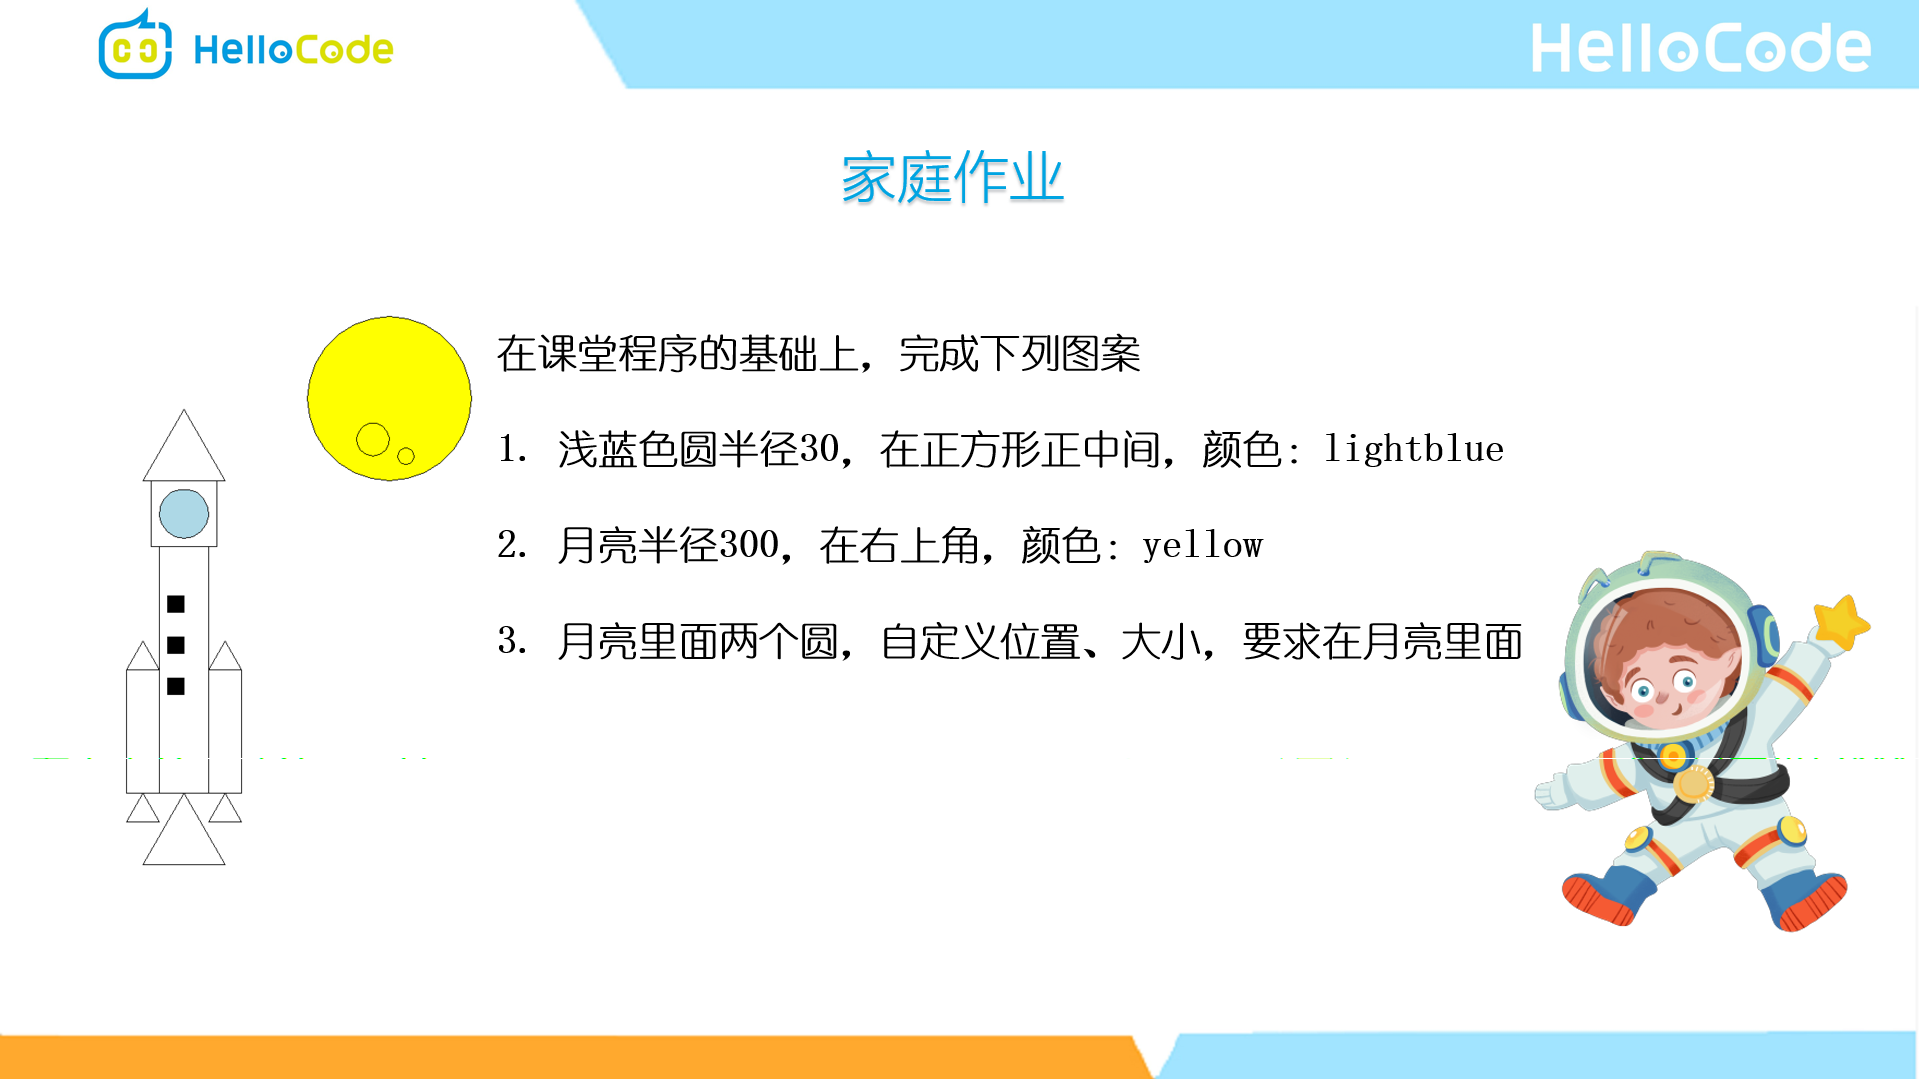 HelloCode
HelloCode
家庭作业
在课堂程序的基础上，完成下列图案
1. 浅蓝色圆半径30，在正方形正中间，颜色：lightblue
2. 月亮半径300，在右上角，颜色：yellow
3. 月亮里面两个圆，自定义位置、大小，要求在月亮里面